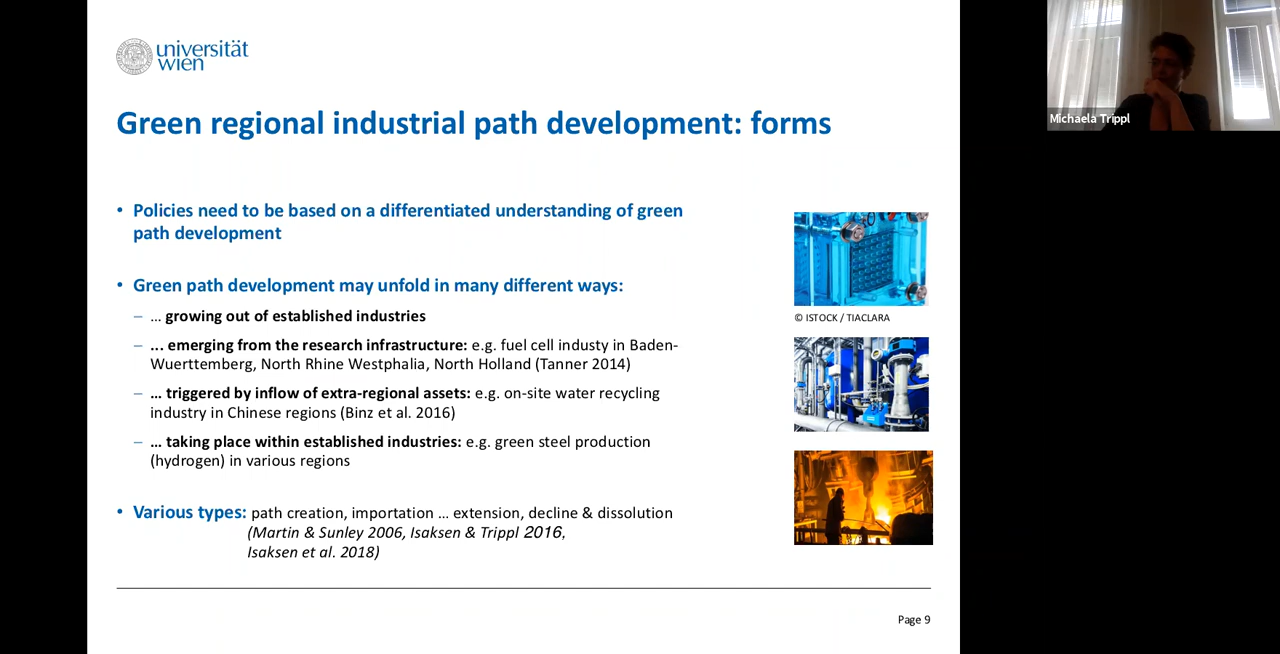 universität
wien
Green regional industrial path development: forms
• Policies need to be based on a differentiated understanding of green
path development
• Green path development may unfold in many different ways:
– ... growing out of established industries
– ... emerging from the research infrastructure: e.g. fuel cell industy in Baden-
Wuerttemberg, North Rhine Westphalia, North Holland (Tanner 2014)
– ... triggered by inflow of extra-regional assets: e.g. on-site water recycling
industry in Chinese regions (Binz et al. 2016)
– ... taking place within established industries: e.g. green steel production
(hydrogen) in various regions
• Various types: path creation, importation ... extension, decline & dissolution
(Martin & Sunley 2006, Isaksen & Trippl 2016,
Isaksen et al. 2018)
© ISTOCK / TIACLARA
Page 9
Michaela Trippl